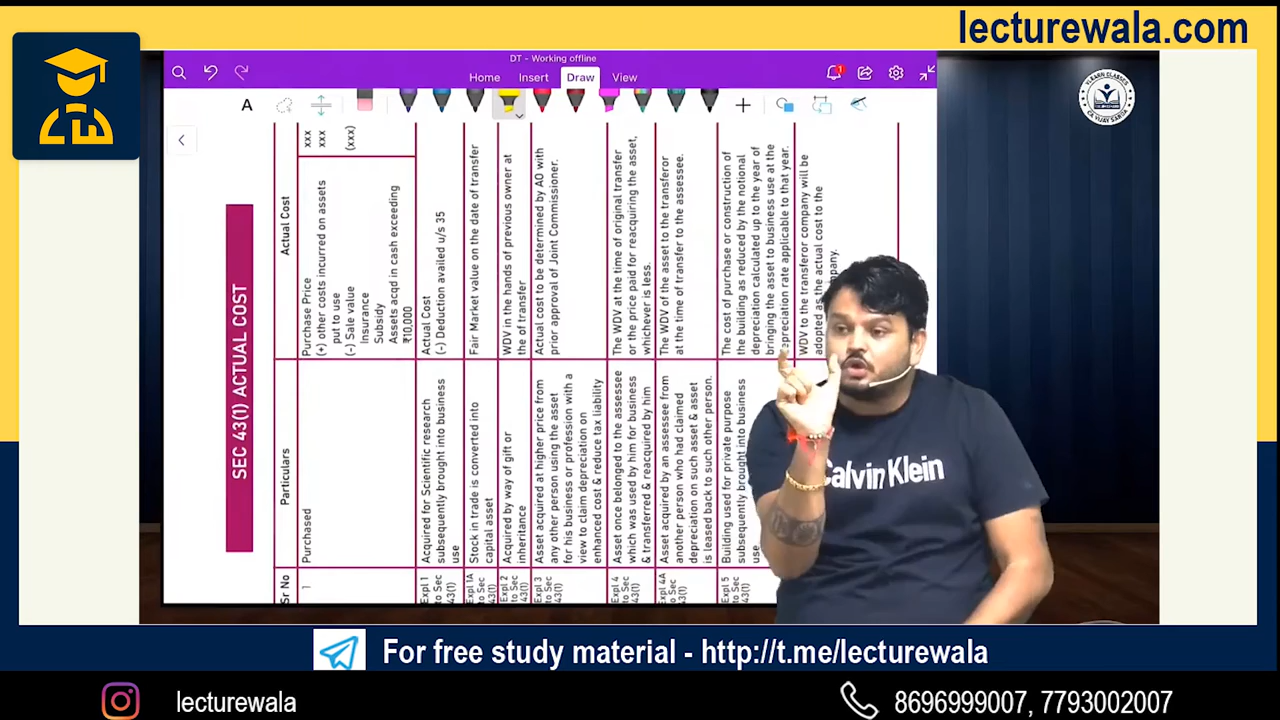 lecturewala.com
DT - Working offline
Home Insert Draw View
A
SEC 43(1) ACTUAL COST
Sr No Particulars Actual Cost
1 Purchased
Purchase Price xxx
(+) other costs incurred on assets xxx
put to use
(-) Sale value (xxx)
Insurance
Subsidy
Assets acqd in cash exceeding
₹10,000
Expl 1
to Sec
43(1)
Acquired for Scientific research
subsequently brought into business
use
Actual Cost
(-) Deduction availed u/s 35
Expl 1A
to Sec
43(1)
Stock in trade is converted into
capital asset
Fair Market value on the date of transfer
Expl 2
to Sec
43(1)
Acquired by way of gift or
inheritance
WDV in the hands of previous owner at
the of transfer
Expl 3
to Sec
43(1)
Asset acquired at higher price from
any other person using the asset
for his business or profession with a
view to claim depreciation on
enhanced cost & reduce tax liability
Actual cost to be determined by AO with
prior approval of Joint Commissioner.
Expl 4
to Sec
43(1)
Asset once belonged to the assessee
which was used by him for business
& transferred & reacquired by him
The WDV at the time of original transfer
or the price paid for reacquiring the asset,
whichever is less.
Expl 4A
to Sec
43(1)
Asset acquired by an assessee from
another person who had claimed
depreciation on such asset & asset
is leased back to such other person.
The WDV of the asset to the transferor
at the time of transfer to the assessee.
Expl 5
to Sec
43(1)
Building used for private purpose
subsequently brought into business
use
The cost of purchase or construction of
the building as reduced by the notional
depreciation calculated up to the year of
bringing the asset to business use at the
rate applicable to that year.
WDV to the transferor company will be
adopted as the actual cost to the
Calvin Klein
For free study material - http://t.me/lecturewala
lecturewala 8696999007, 7793002007